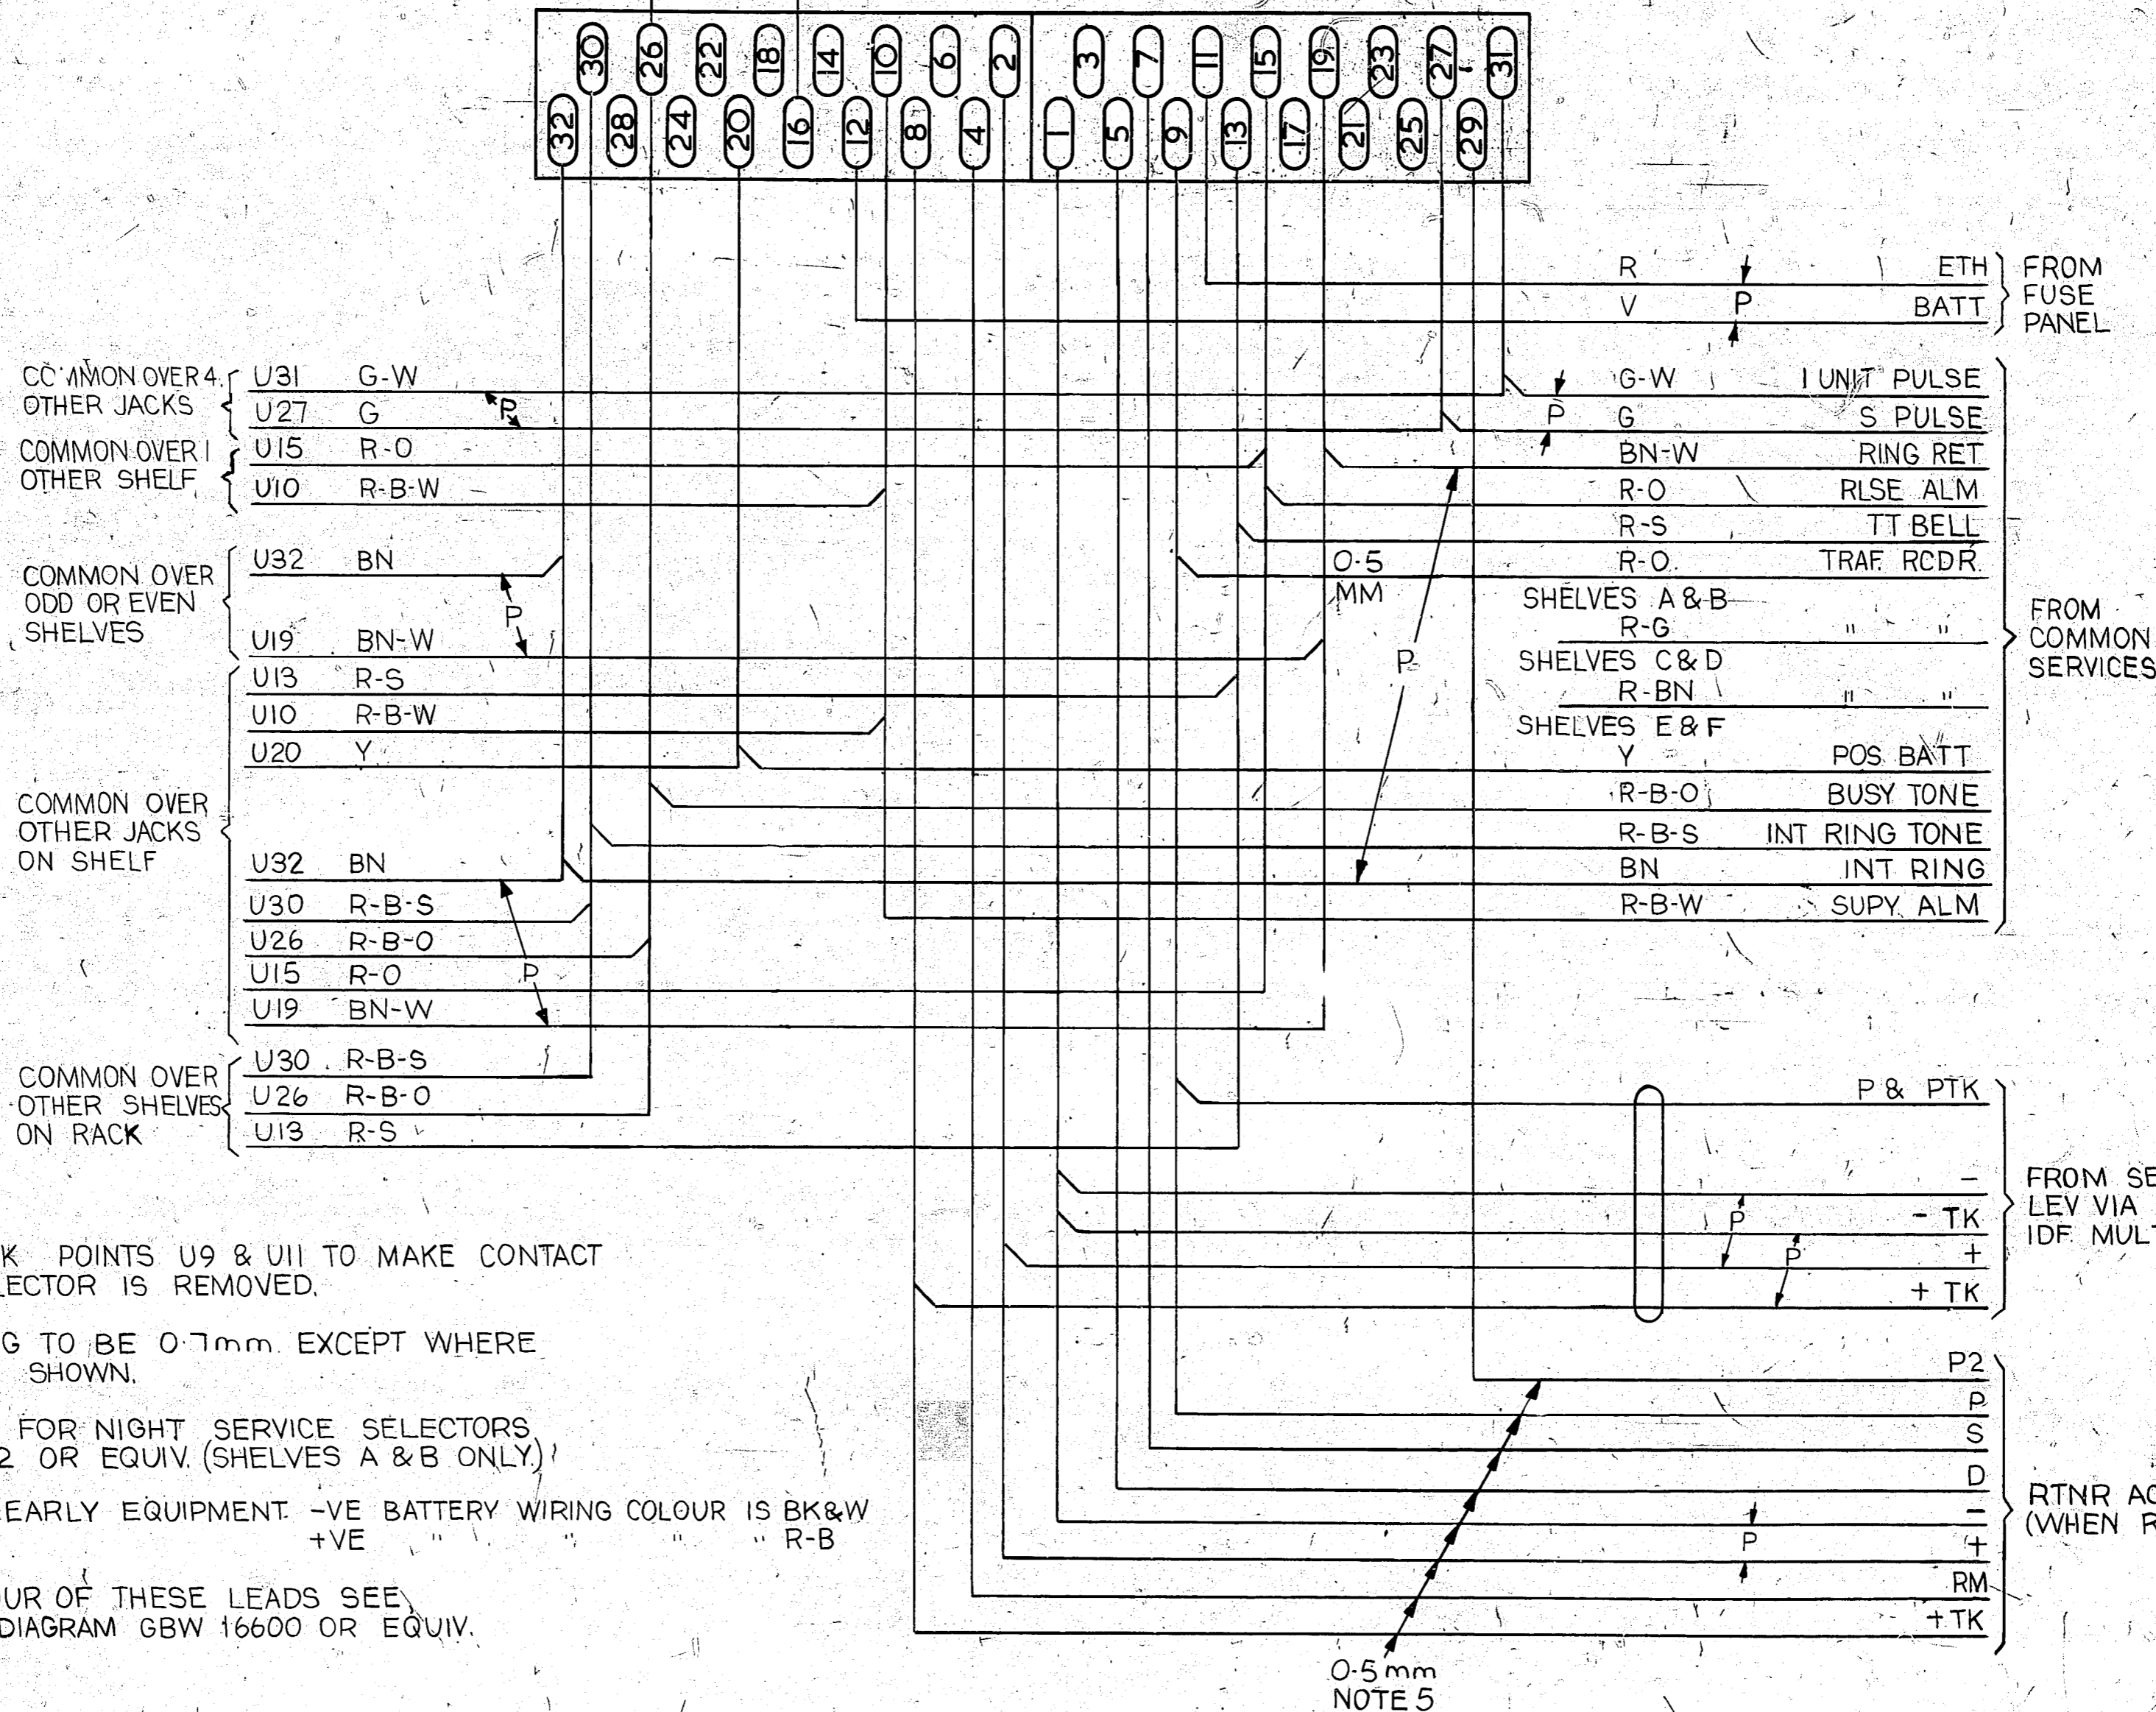 30 26 22 18 14 10 6 2 3 7 11 15 19 23 27 31
32 28 24 20 16 12 8 4 1 5 9 13 17 21 25 29
R ETH
V P BATT
FROM
FUSE
PANEL
COMMON OVER 4
OTHER JACKS
U31 G-W
U27 G
P
COMMON OVER 1
OTHER SHELF
U15 R-O
U10 R-B-W
COMMON OVER
ODD OR EVEN
SHELVES
U32 BN
P
U19 BN-W
COMMON OVER
OTHER JACKS
ON SHELF
U13 R-S
U10 R-B-W
U20 Y
U32 BN
U30 R-B-S
U26 R-B-O
U15 R-O
P
U19 BN-W
COMMON OVER
OTHER SHELVES
ON RACK
U30 R-B-S
U26 R-B-O
U13 R-S
G-W 1 UNIT PULSE
P G S PULSE
BN-W RING RET
R-O RLSE ALM
R-S TT BELL
0·5 R-O TRAF. RCDR.
MM
SHELVES A & B
R-G " "
P SHELVES C & D
R-BN " "
SHELVES E & F
Y POS. BATT
R-B-O BUSY TONE
R-B-S INT RING TONE
BN INT RING
R-B-W SUPY. ALM
FROM
COMMON
SERVICES
P & PTK
-
P - TK
P +
+ TK
FROM SE
LEV VIA
IDF MULT
P2
P
S
D
-
P +
RM
+ TK
RTNR AC
(WHEN R
0·5 mm
NOTE 5
K POINTS U9 & U11 TO MAKE CONTACT
LECTOR IS REMOVED.
G TO BE 0·7mm EXCEPT WHERE
SHOWN.
FOR NIGHT SERVICE SELECTORS
2 OR EQUIV. (SHELVES A & B ONLY.)
EARLY EQUIPMENT -VE BATTERY WIRING COLOUR IS BK&W
+VE " " " " R-B
UR OF THESE LEADS SEE
DIAGRAM GBW 16600 OR EQUIV.